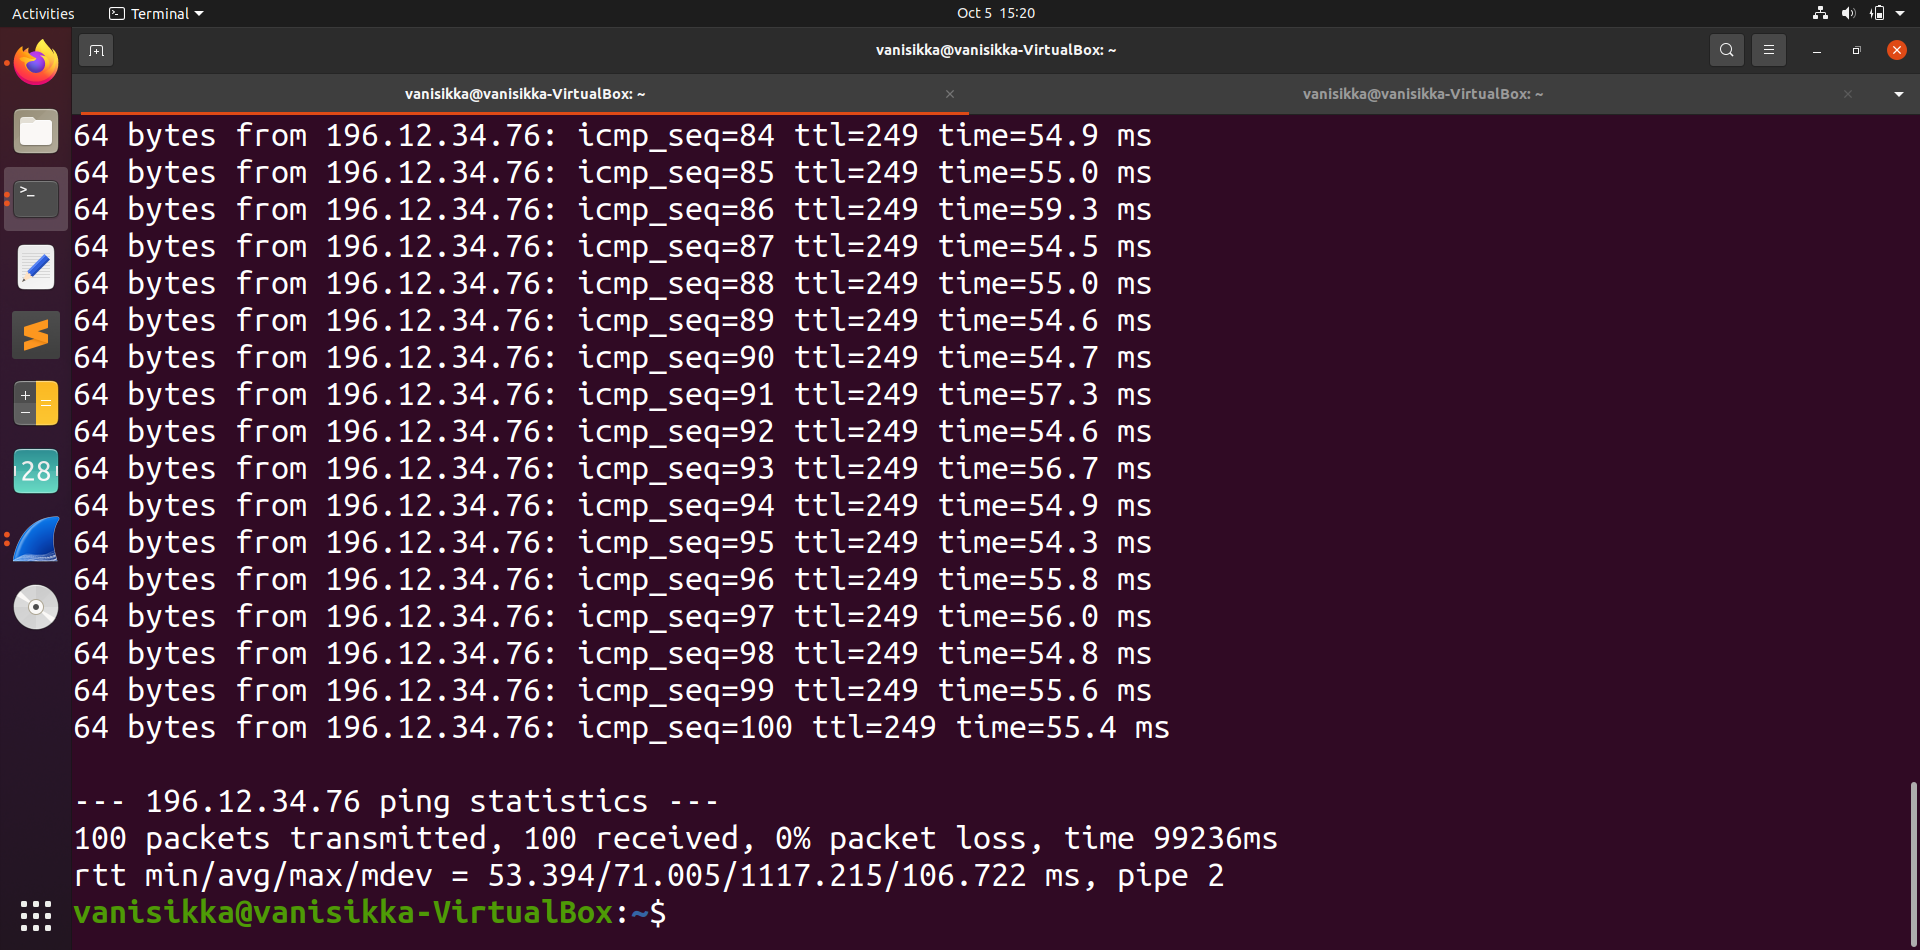 Activities Terminal Oct 5 15:20
vanisikka@vanisikka-VirtualBox: ~
vanisikka@vanisikka-VirtualBox: ~ vanisikka@vanisikka-VirtualBox: ~
64 bytes from 196.12.34.76: icmp_seq=84 ttl=249 time=54.9 ms
64 bytes from 196.12.34.76: icmp_seq=85 ttl=249 time=55.0 ms
64 bytes from 196.12.34.76: icmp_seq=86 ttl=249 time=59.3 ms
64 bytes from 196.12.34.76: icmp_seq=87 ttl=249 time=54.5 ms
64 bytes from 196.12.34.76: icmp_seq=88 ttl=249 time=55.0 ms
64 bytes from 196.12.34.76: icmp_seq=89 ttl=249 time=54.6 ms
64 bytes from 196.12.34.76: icmp_seq=90 ttl=249 time=54.7 ms
64 bytes from 196.12.34.76: icmp_seq=91 ttl=249 time=57.3 ms
64 bytes from 196.12.34.76: icmp_seq=92 ttl=249 time=54.6 ms
64 bytes from 196.12.34.76: icmp_seq=93 ttl=249 time=56.7 ms
64 bytes from 196.12.34.76: icmp_seq=94 ttl=249 time=54.9 ms
64 bytes from 196.12.34.76: icmp_seq=95 ttl=249 time=54.3 ms
64 bytes from 196.12.34.76: icmp_seq=96 ttl=249 time=55.8 ms
64 bytes from 196.12.34.76: icmp_seq=97 ttl=249 time=56.0 ms
64 bytes from 196.12.34.76: icmp_seq=98 ttl=249 time=54.8 ms
64 bytes from 196.12.34.76: icmp_seq=99 ttl=249 time=55.6 ms
64 bytes from 196.12.34.76: icmp_seq=100 ttl=249 time=55.4 ms
--- 196.12.34.76 ping statistics ---
100 packets transmitted, 100 received, 0% packet loss, time 99236ms
rtt min/avg/max/mdev = 53.394/71.005/1117.215/106.722 ms, pipe 2
vanisikka@vanisikka-VirtualBox:~$
28